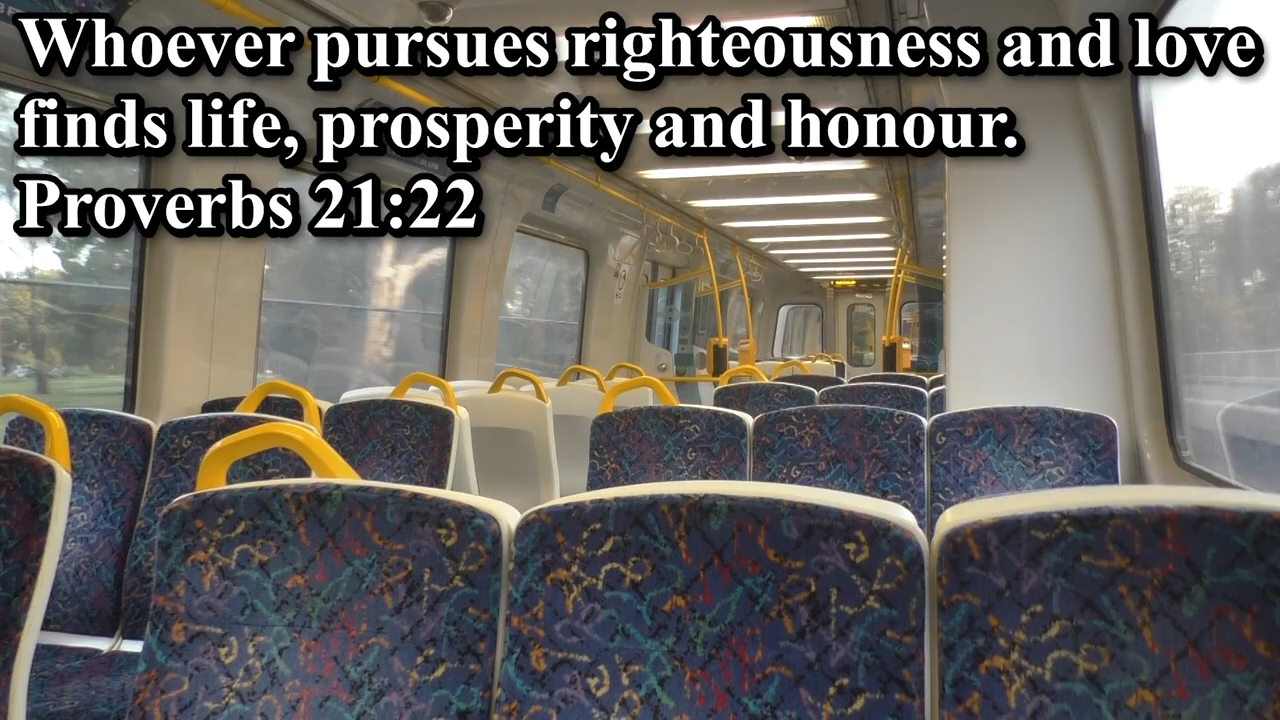 Whoever pursues righteousness and love
finds life, prosperity and honour.
Proverbs 21:22